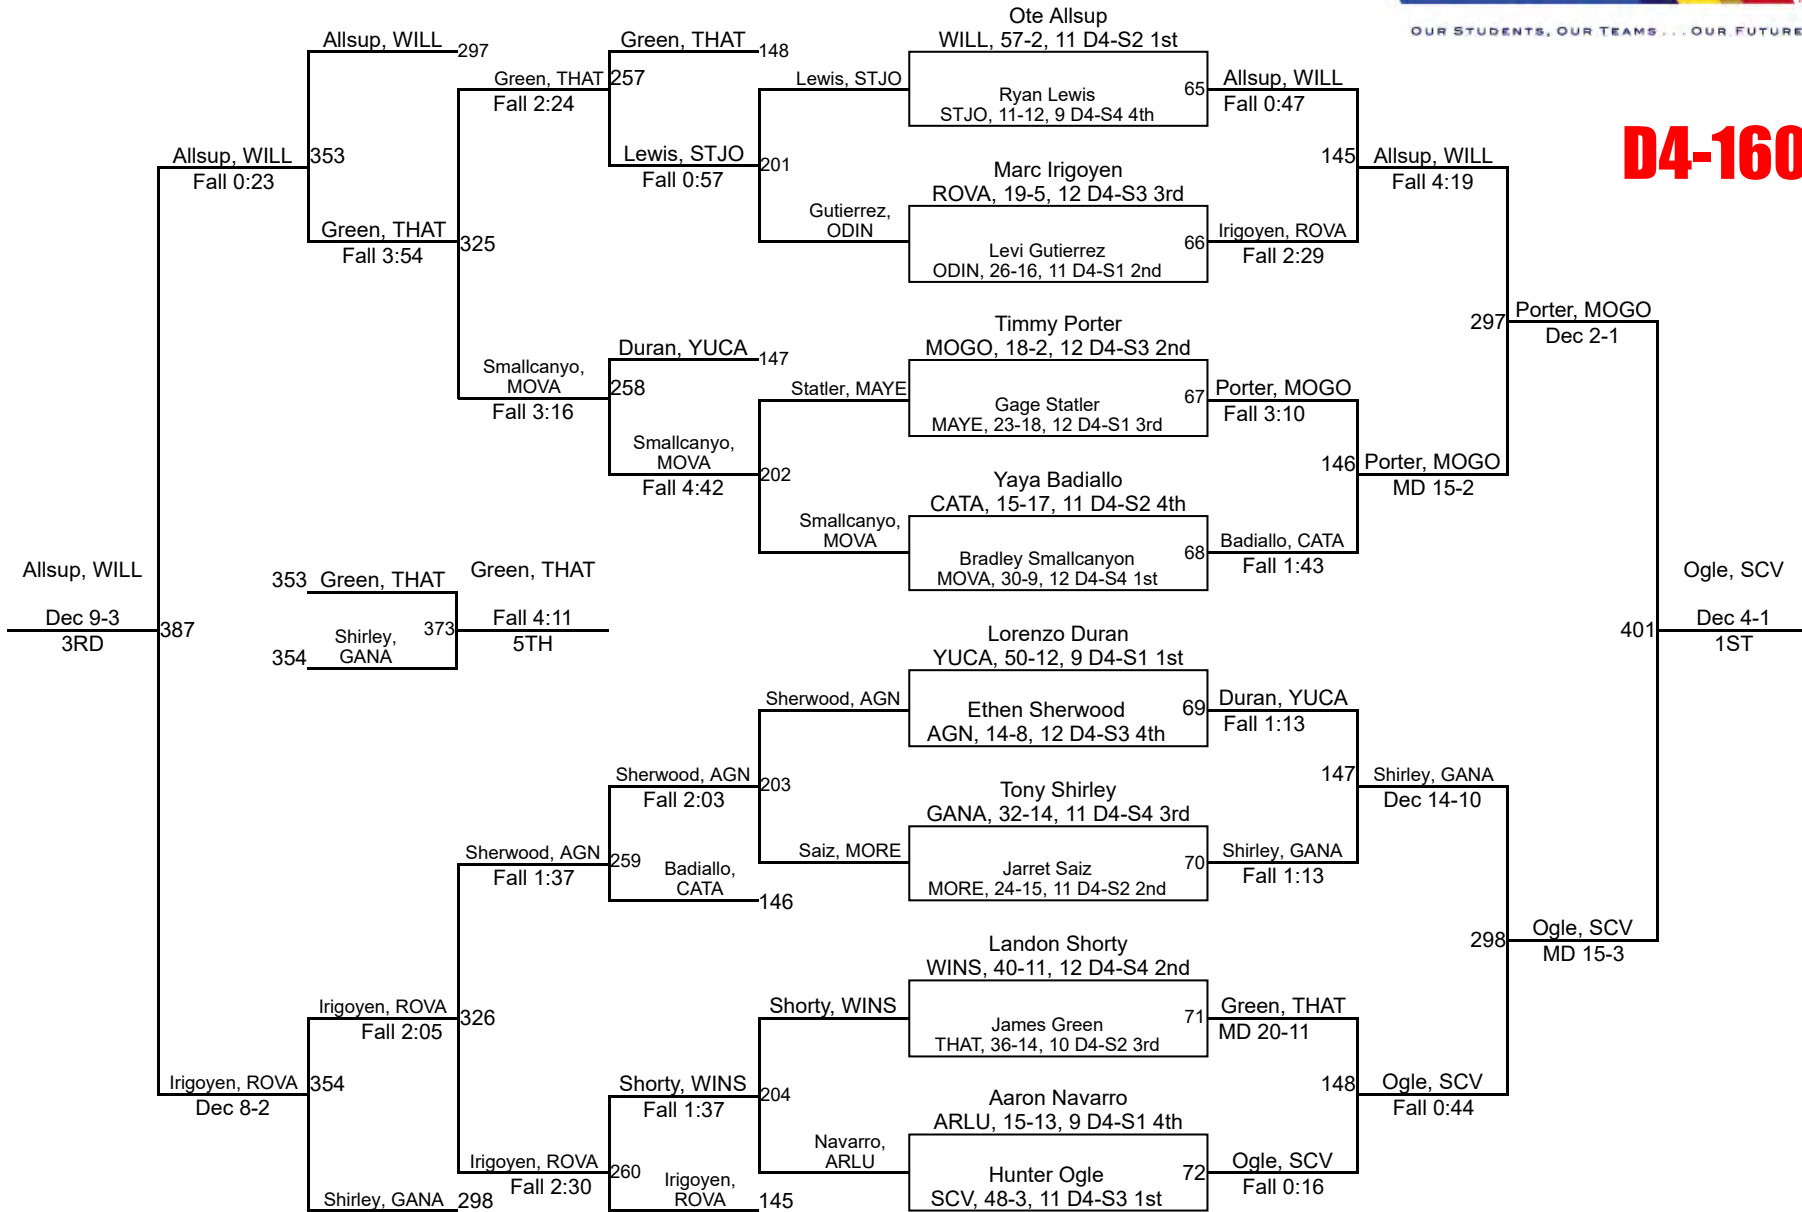 OUR STUDENTS, OUR TEAMS . . . OUR FUTURE
D4-160
Allsup, WILL
297
353
Allsup, WILL
Fall 0:23
Green, THAT
Fall 3:54
Green, THAT
Fall 2:24
325
Smallcanyo,
MOVA
Fall 3:16
Green, THAT
148
257
Lewis, STJO
Fall 0:57
Duran, YUCA
147
258
Smallcanyo,
MOVA
Fall 4:42
Lewis, STJO
201
Gutierrez,
ODIN
Statler, MAYE
202
Smallcanyo,
MOVA
Allsup, WILL
Dec 9-3
3RD
387
353
Green, THAT
354
Shirley,
GANA
373
Green, THAT
Fall 4:11
5TH
Irigoyen, ROVA
Dec 8-2
354
Irigoyen, ROVA
Fall 2:05
326
Shirley, GANA
298
Sherwood, AGN
Fall 1:37
259
Irigoyen, ROVA
Fall 2:30
260
Sherwood, AGN
Fall 2:03
203
Badiallo,
CATA
146
Shorty, WINS
Fall 1:37
204
Irigoyen,
ROVA
145
Sherwood, AGN
Saiz, MORE
Shorty, WINS
Navarro,
ARLU
Ote Allsup
WILL, 57-2, 11 D4-S2 1st
Ryan Lewis
STJO, 11-12, 9 D4-S4 4th
65
Marc Irigoyen
ROVA, 19-5, 12 D4-S3 3rd
Levi Gutierrez
ODIN, 26-16, 11 D4-S1 2nd
66
Timmy Porter
MOGO, 18-2, 12 D4-S3 2nd
Gage Statler
MAYE, 23-18, 12 D4-S1 3rd
67
Yaya Badiallo
CATA, 15-17, 11 D4-S2 4th
Bradley Smallcanyon
MOVA, 30-9, 12 D4-S4 1st
68
Lorenzo Duran
YUCA, 50-12, 9 D4-S1 1st
Ethen Sherwood
AGN, 14-8, 12 D4-S3 4th
69
Tony Shirley
GANA, 32-14, 11 D4-S4 3rd
Jarret Saiz
MORE, 24-15, 11 D4-S2 2nd
70
Landon Shorty
WINS, 40-11, 12 D4-S4 2nd
James Green
THAT, 36-14, 10 D4-S2 3rd
71
Aaron Navarro
ARLU, 15-13, 9 D4-S1 4th
Hunter Ogle
SCV, 48-3, 11 D4-S3 1st
72
Allsup, WILL
Fall 0:47
145
Irigoyen, ROVA
Fall 2:29
Porter, MOGO
Fall 3:10
146
Badiallo, CATA
Fall 1:43
Duran, YUCA
Fall 1:13
147
Shirley, GANA
Fall 1:13
Green, THAT
MD 20-11
148
Ogle, SCV
Fall 0:16
Allsup, WILL
Fall 4:19
297
Porter, MOGO
MD 15-2
Shirley, GANA
Dec 14-10
298
Ogle, SCV
Fall 0:44
Porter, MOGO
Dec 2-1
401
Ogle, SCV
MD 15-3
Ogle, SCV
Dec 4-1
1ST